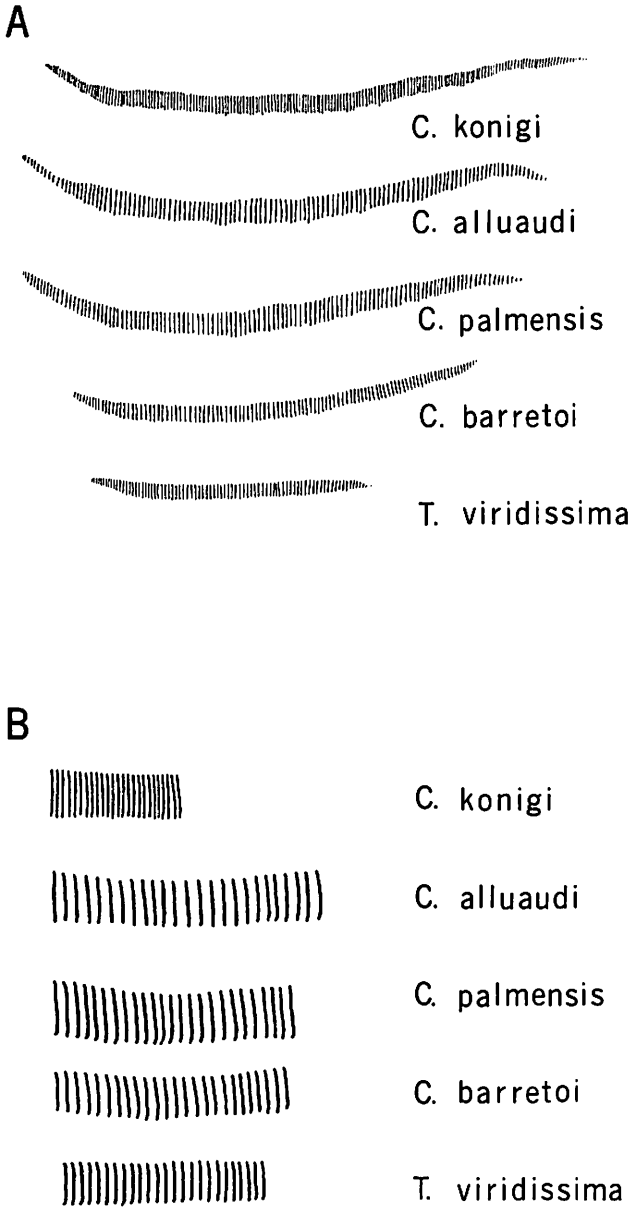 A
C. konigi
C. alluaudi
C. palmensis
C. barretoi
T. viridissima
B
C. konigi
C. alluaudi
C. palmensis
C. barretoi
T. viridissima